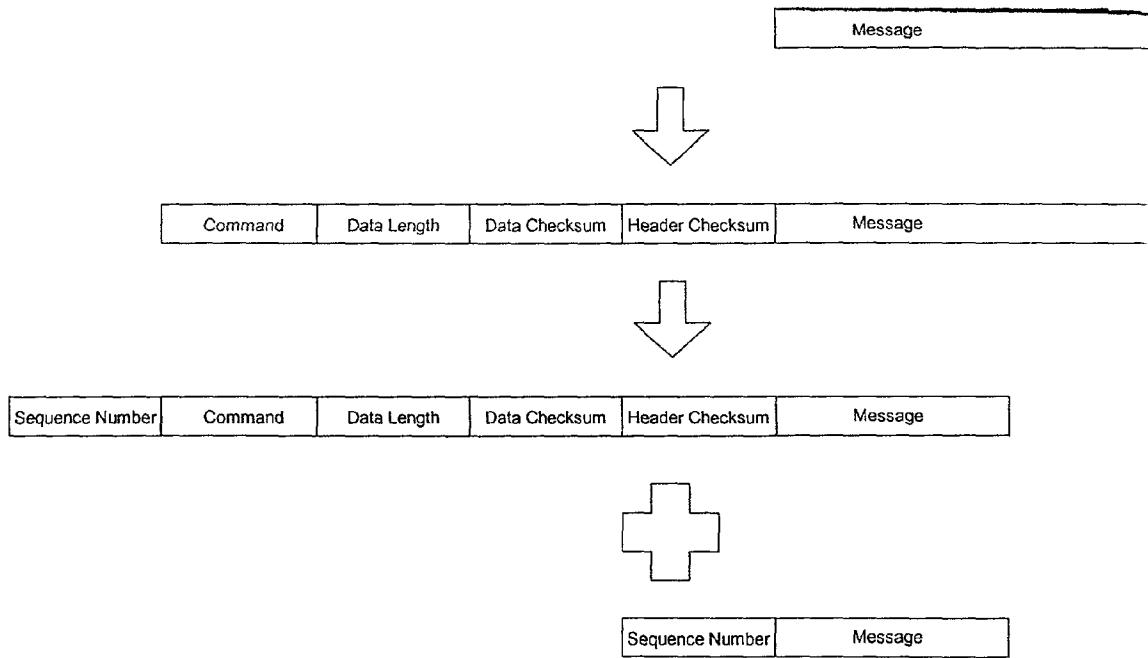 Message
Command Data Length Data Checksum Header Checksum Message
Sequence Number Command Data Length Data Checksum Header Checksum Message
Sequence Number Message